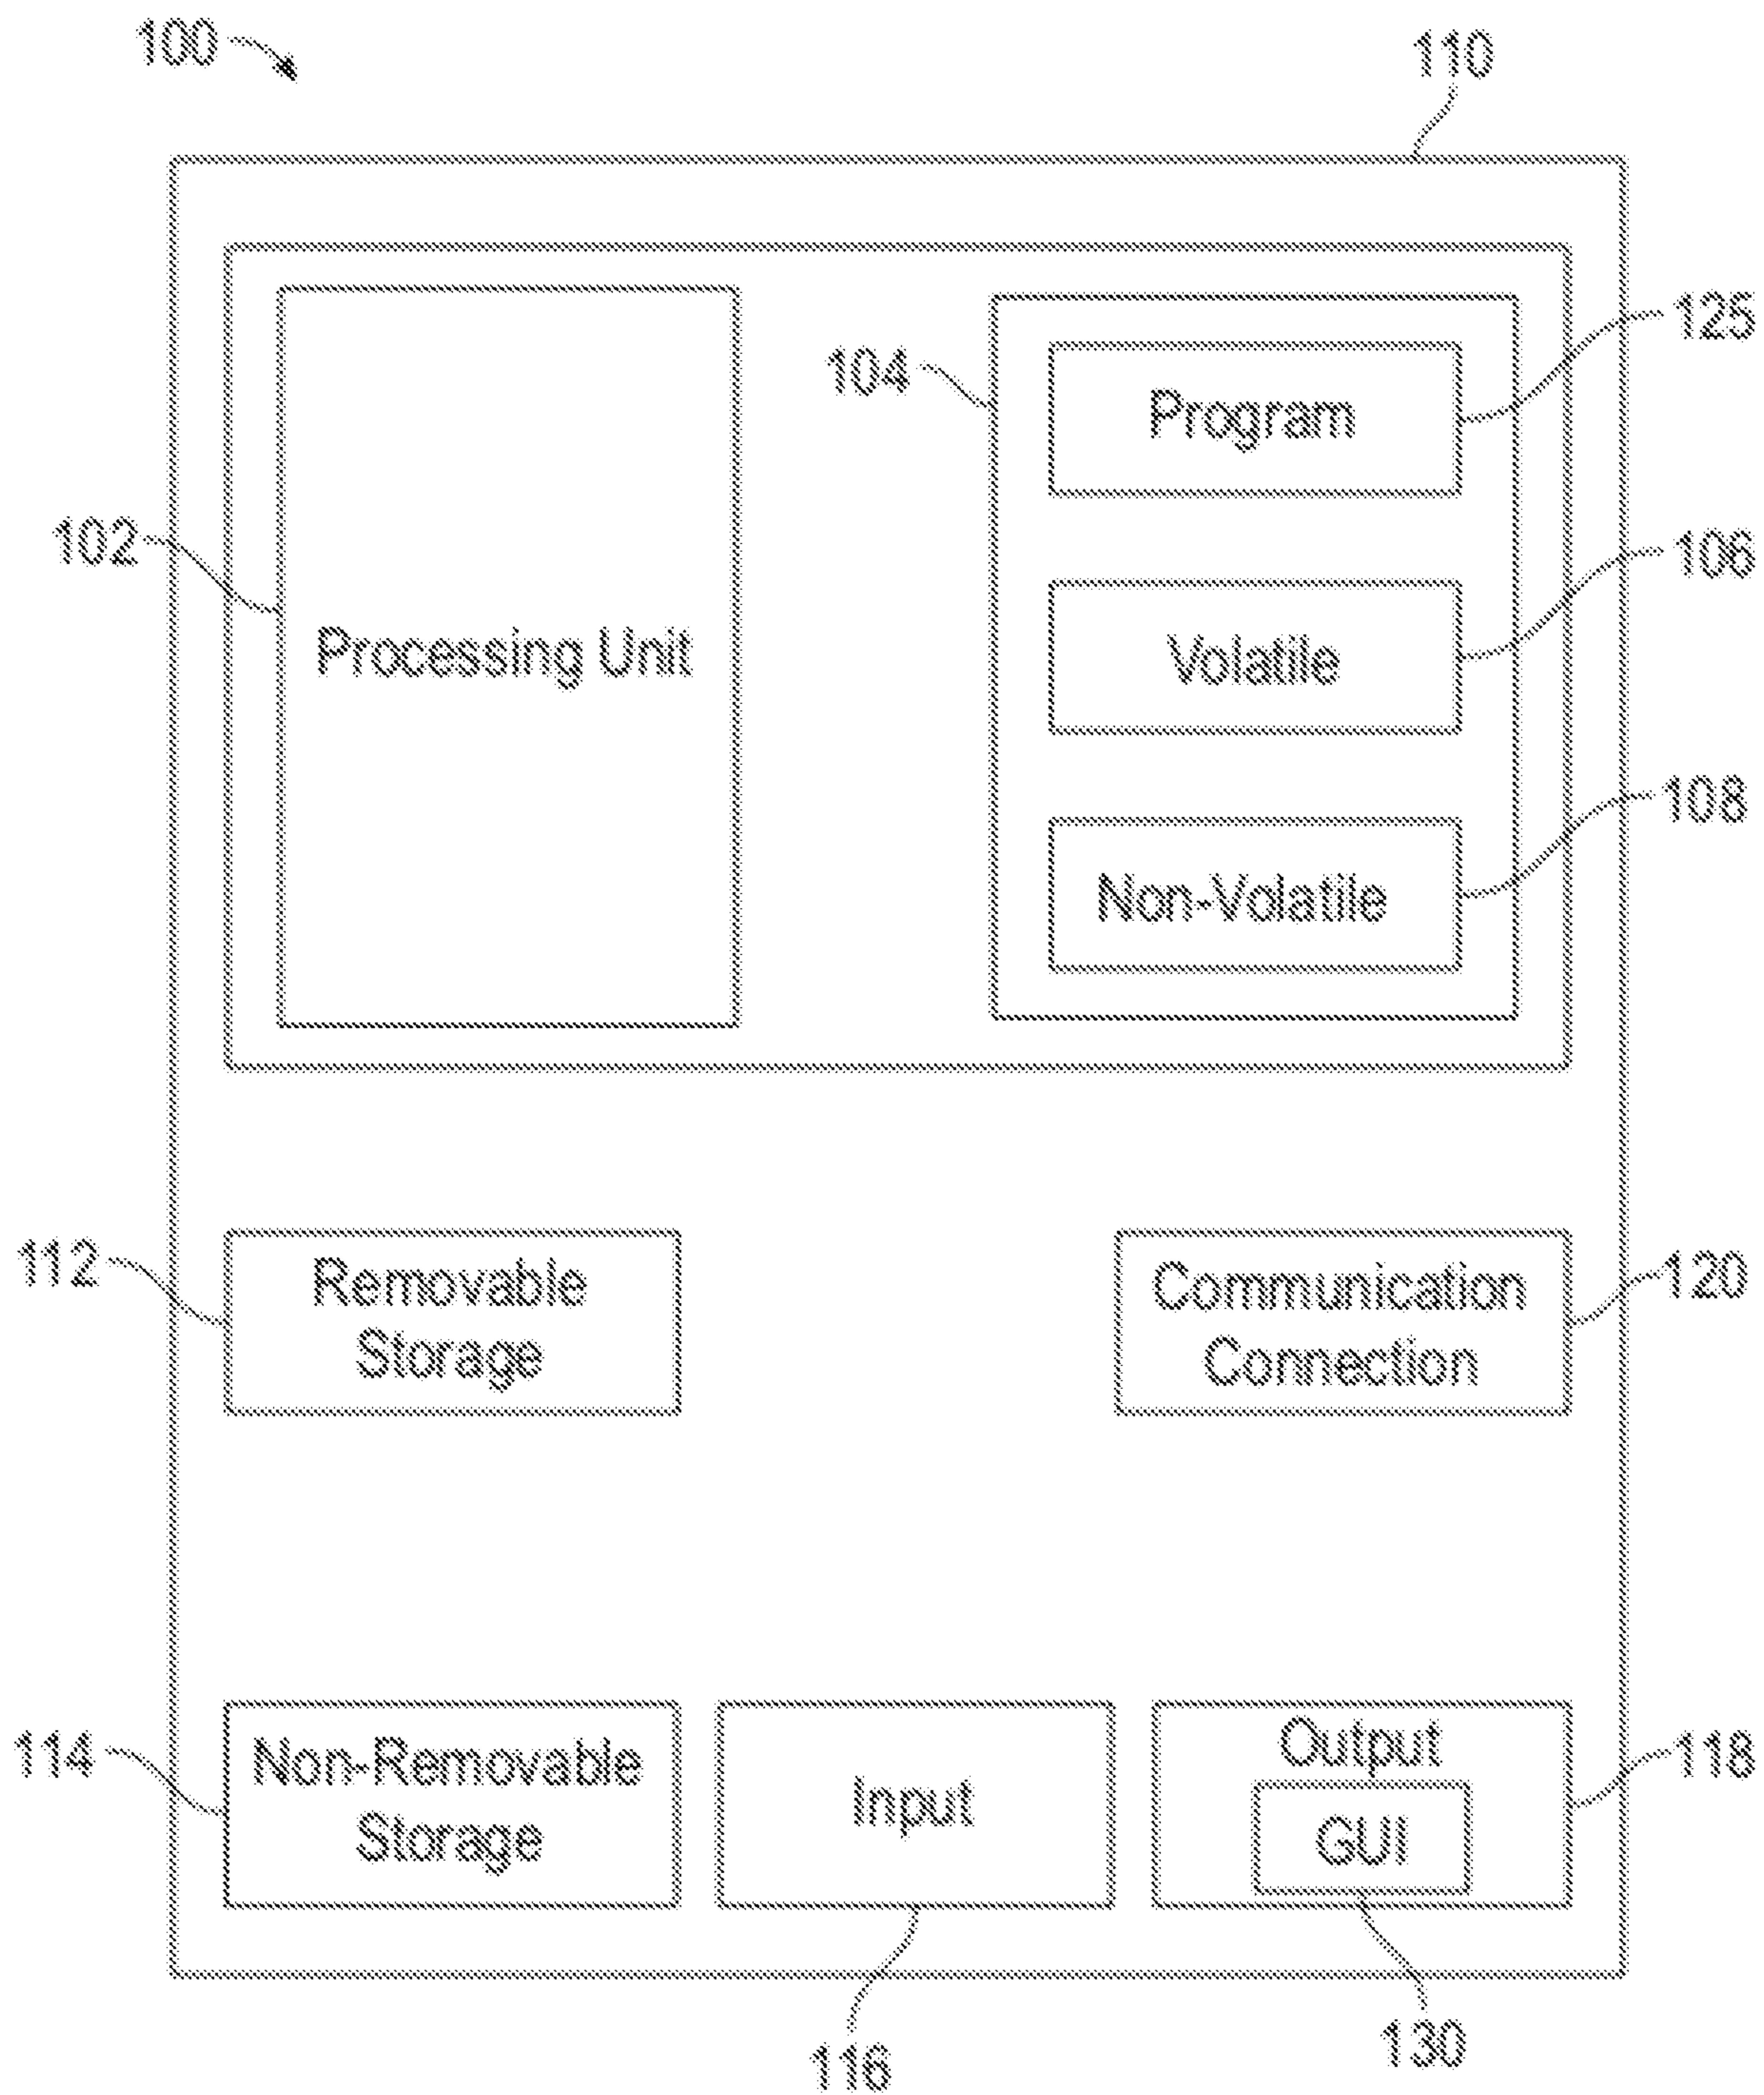 100
110
125
104
Program
102
106
Processing Unit
Volatile
108
Non-Volatile
112
Removable
Storage
Communication
Connection
120
114
Non-Removable
Storage
Input
Output
GUI
118
116
130